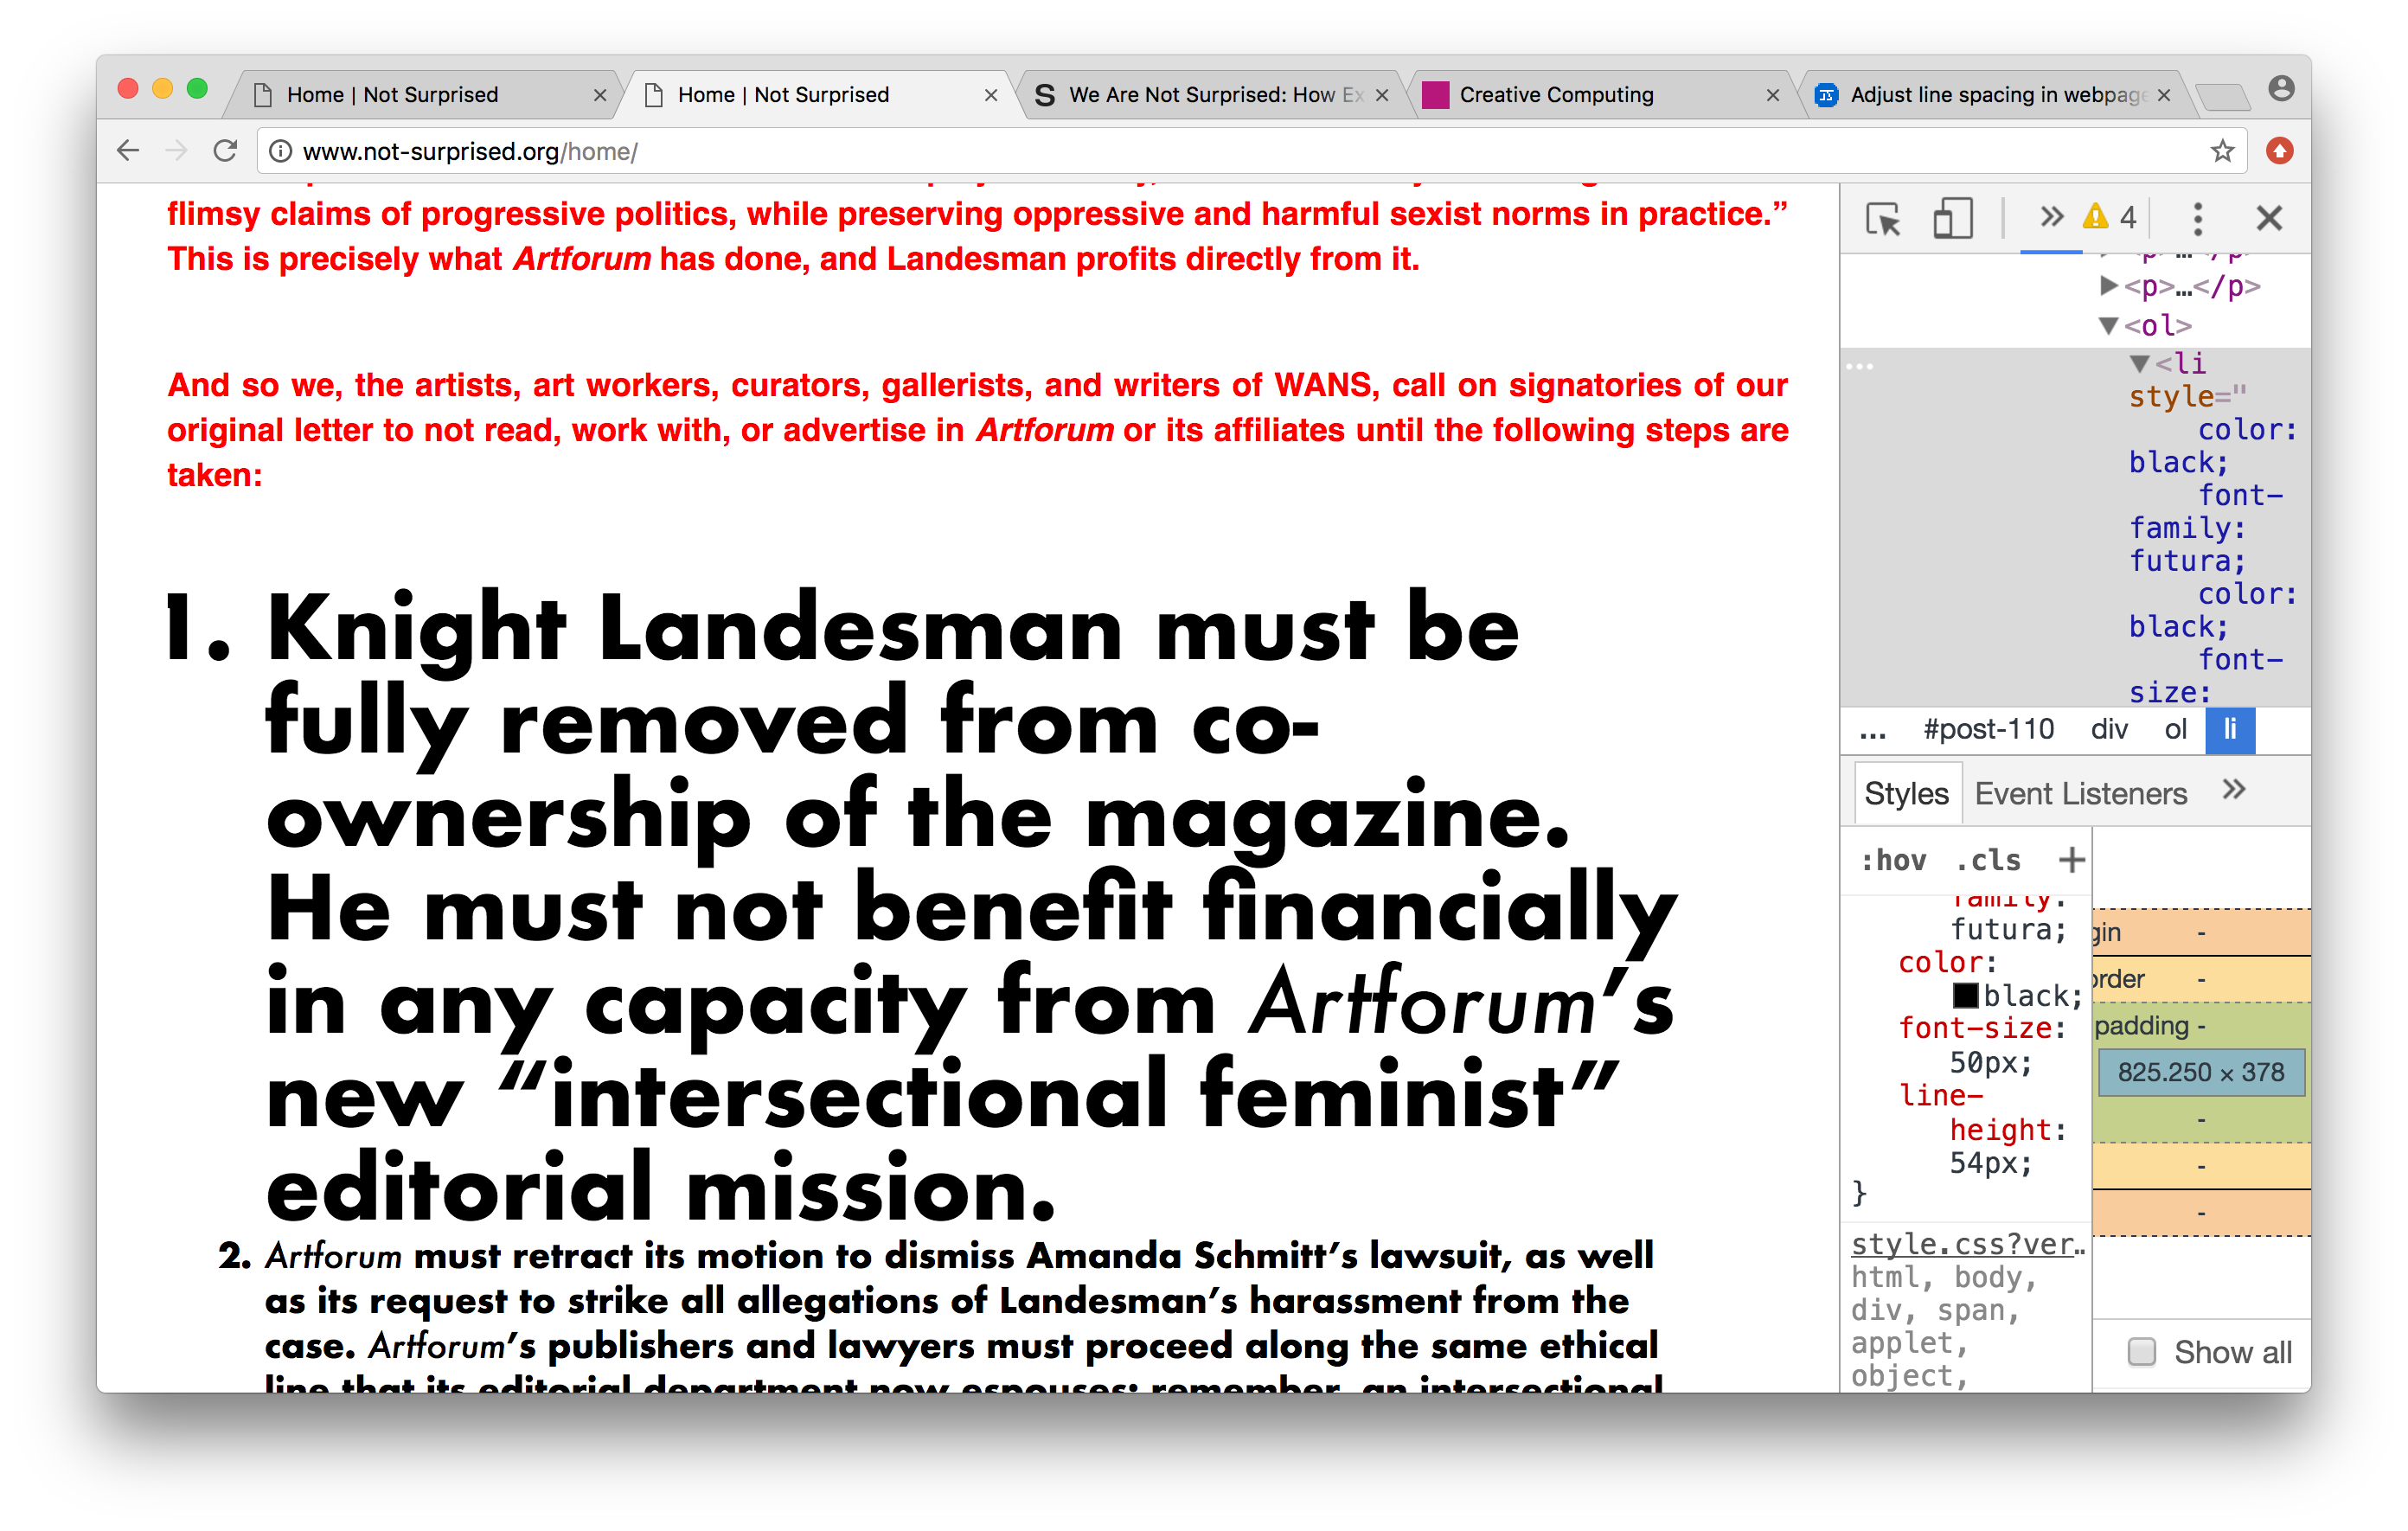 Home | Not Surprised
Home | Not Surprised
S We Are Not Surprised: How Ex
Creative Computing
Adjust line spacing in webpage
www.not-surprised.org/home/
flimsy claims of progressive politics, while preserving oppressive and harmful sexist norms in practice.”
This is precisely what Artforum has done, and Landesman profits directly from it.
And so we, the artists, art workers, curators, gallerists, and writers of WANS, call on signatories of our
original letter to not read, work with, or advertise in Artforum or its affiliates until the following steps are
taken:
1. Knight Landesman must be
fully removed from co-
ownership of the magazine.
He must not benefit financially
in any capacity from Artforum’s
new “intersectional feminist”
editorial mission.
2. Artforum must retract its motion to dismiss Amanda Schmitt’s lawsuit, as well
as its request to strike all allegations of Landesman’s harassment from the
case. Artforum’s publishers and lawyers must proceed along the same ethical
line that its editorial department now espouses: remember, an intersectional
4
<p>…</p>
<p>…</p>
<ol>
<li
style="
color:
black;
font-
family:
futura;
color:
black;
font-
size:
... #post-110 div ol li
Styles Event Listeners
:hov .cls +
family:
futura;
color:
black;
font-size:
50px;
line-
height:
54px;
}
style.css?ver…
html, body,
div, span,
applet,
object,
gin -
order -
padding -
825.250 × 378
-
-
-
Show all